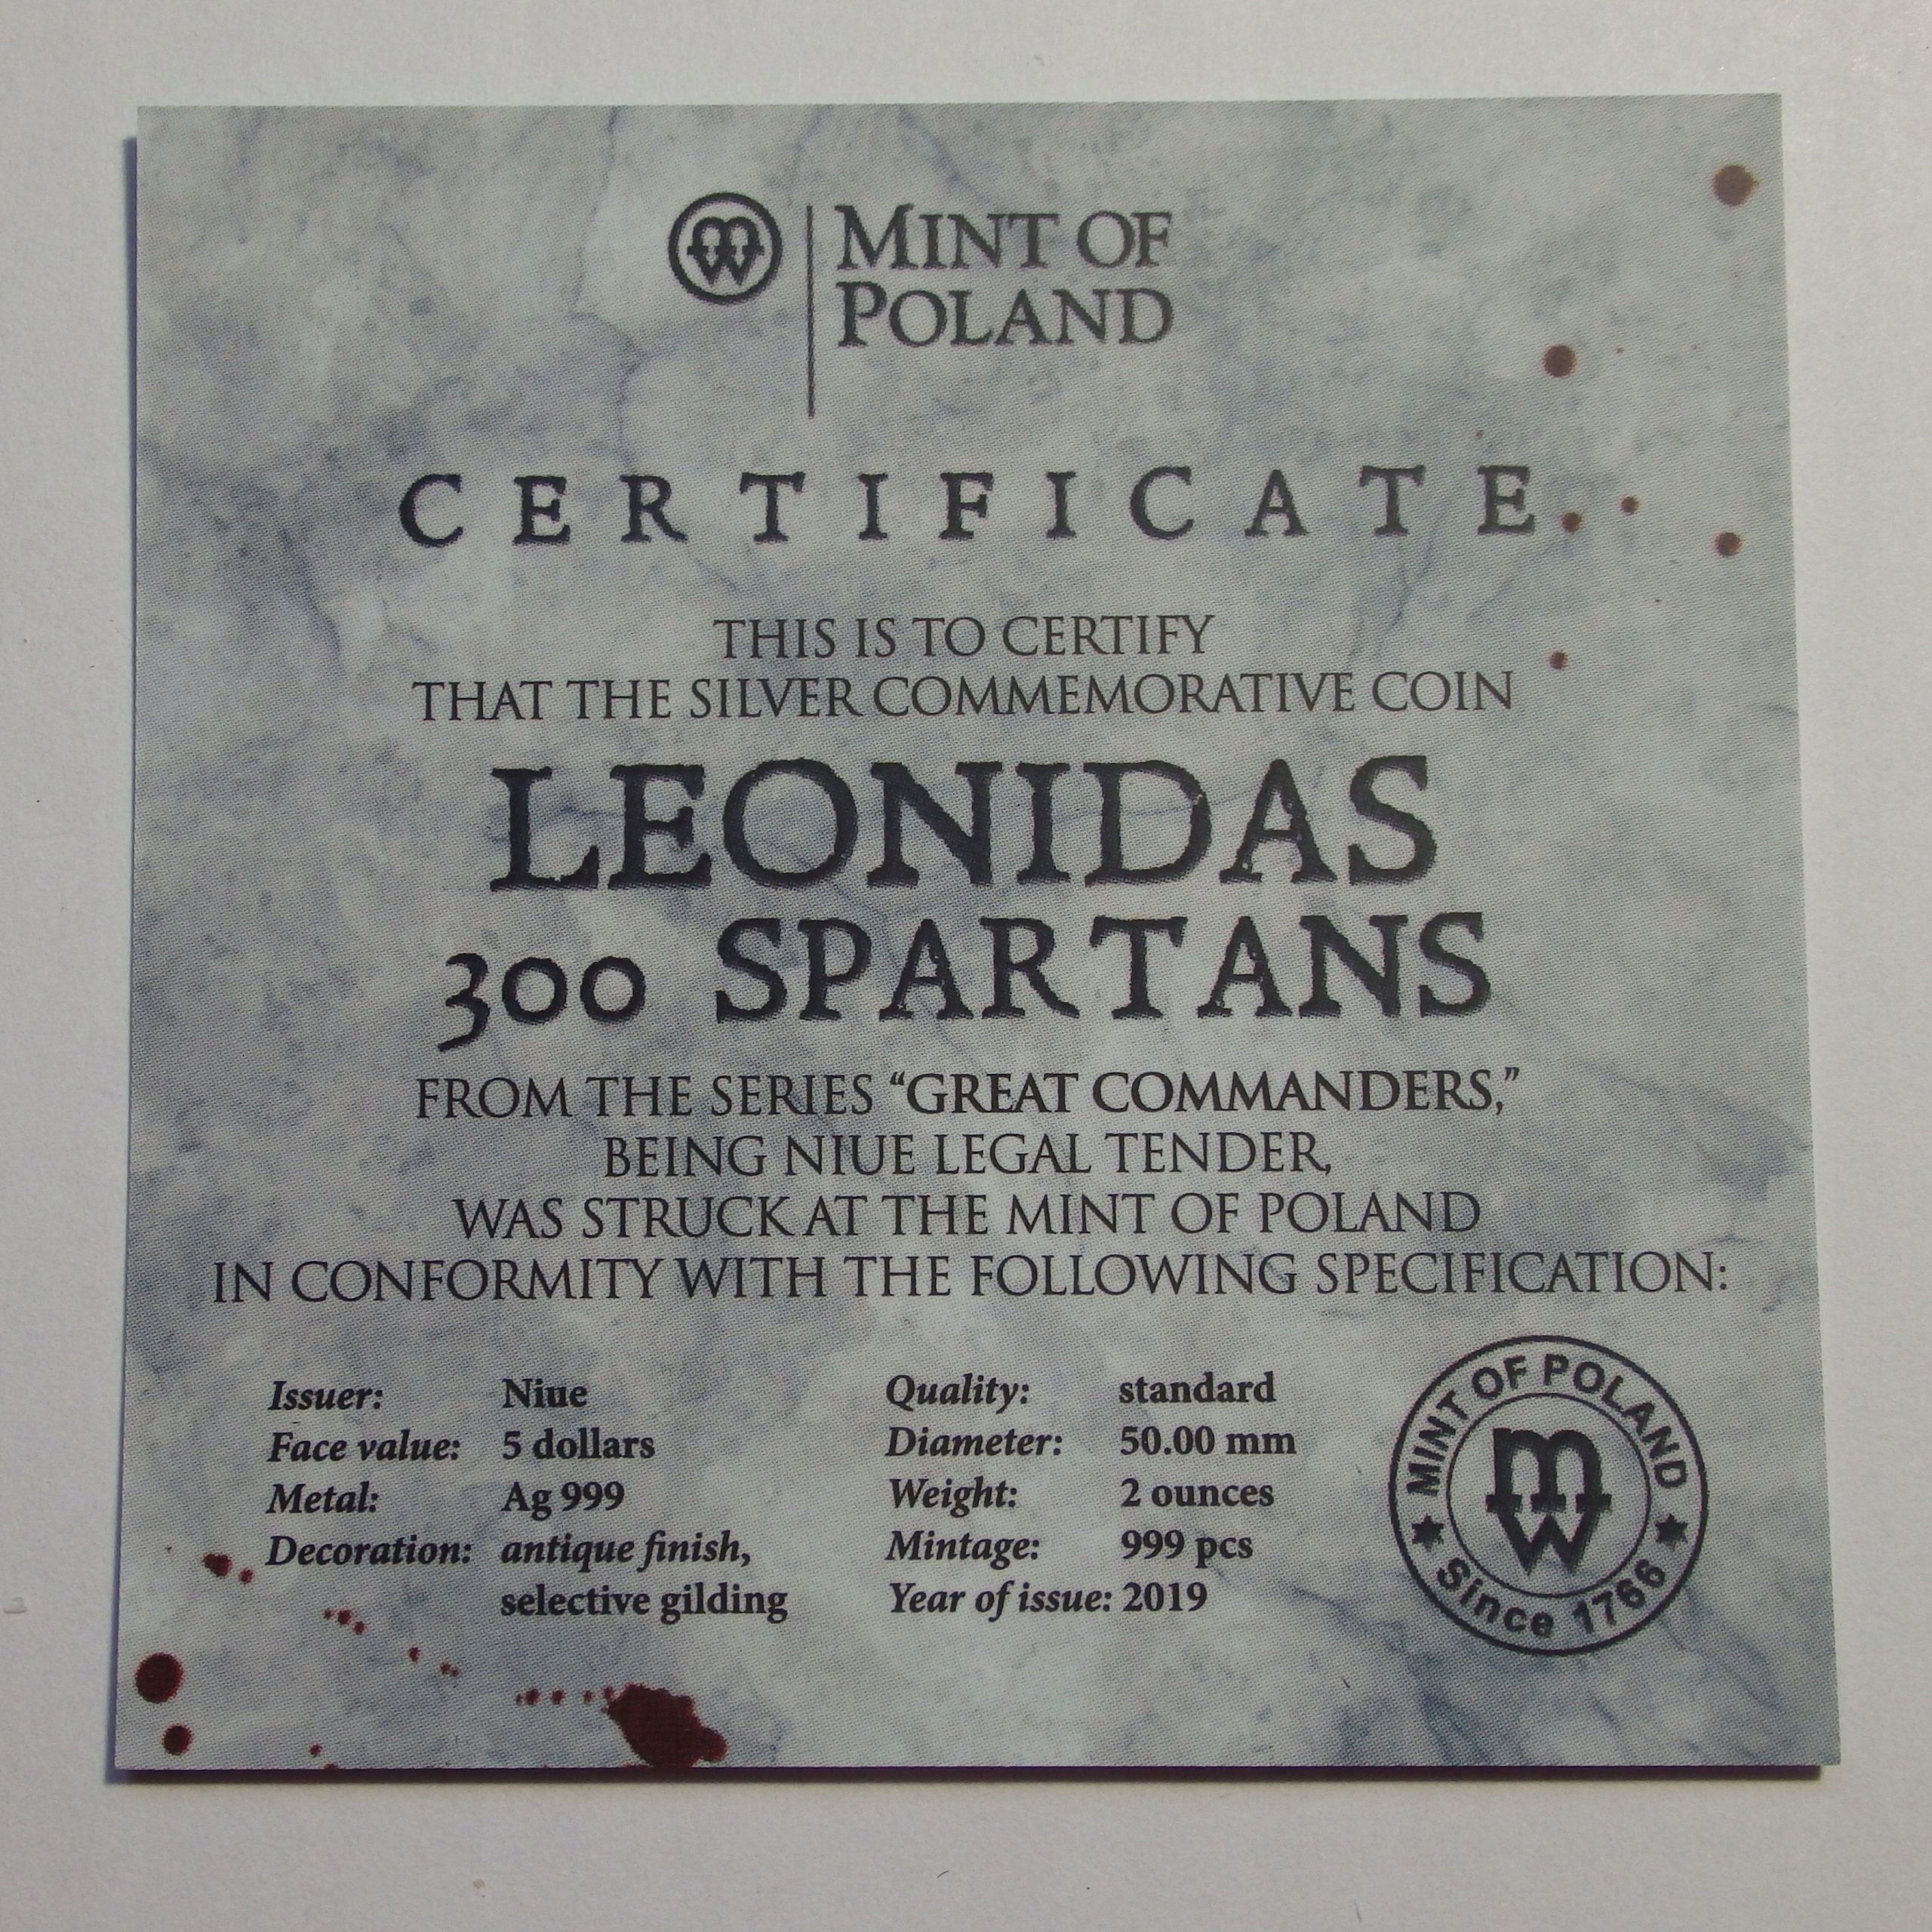 MINT OF
POLAND
CERTIFICATE
THIS IS TO CERTIFY
THAT THE SILVER COMMEMORATIVE COIN
LEONIDAS
300 SPARTANS
FROM THE SERIES “GREAT COMMANDERS,”
BEING NIUE LEGAL TENDER,
WAS STRUCK AT THE MINT OF POLAND
IN CONFORMITY WITH THE FOLLOWING SPECIFICATION:
Issuer: Niue
Face value: 5 dollars
Metal: Ag 999
Decoration: antique finish,
selective gilding
Quality: standard
Diameter: 50.00 mm
Weight: 2 ounces
Mintage: 999 pcs
Year of issue: 2019
MINT OF POLAND
Since 1766